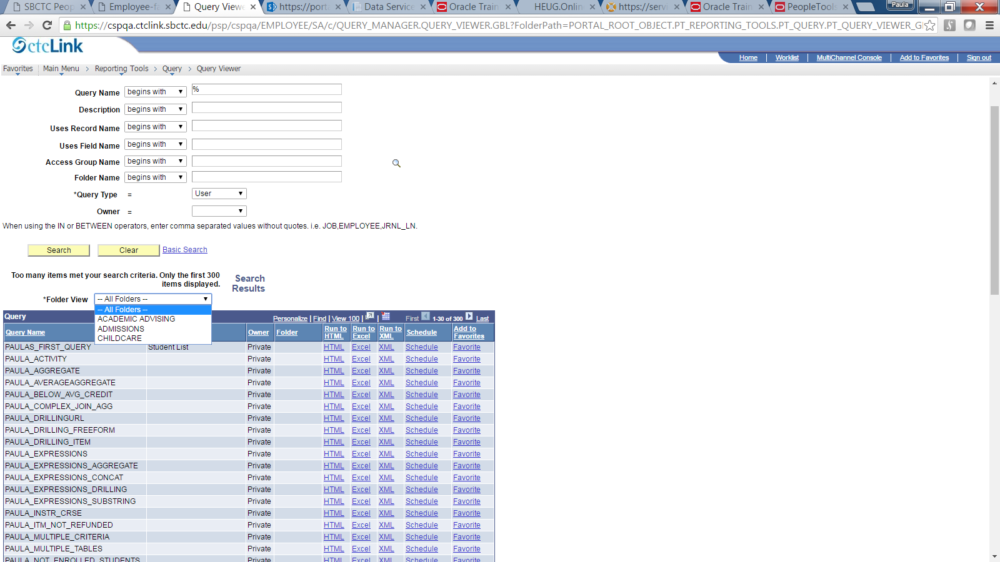 SBCTC Peop
Employee-fa
Query Viewe
https://porta
Data Service
Oracle Train
HEUG.Online
https://servi
Oracle Train
PeopleTools
Paula
https://cspqa.ctclink.sbctc.edu/psp/cspqa/EMPLOYEE/SA/c/QUERY_MANAGER.QUERY_VIEWER.GBL?FolderPath=PORTAL_ROOT_OBJECT.PT_REPORTING_TOOLS.PT_QUERY.PT_QUERY_VIEWER_GL
ctcLink
Home | Worklist | MultiChannel Console | Add to Favorites | Sign out
Favorites Main Menu > Reporting Tools > Query > Query Viewer
Query Name begins with %
Description begins with
Uses Record Name begins with
Uses Field Name begins with
Access Group Name begins with
Folder Name begins with
*Query Type = User
Owner =
When using the IN or BETWEEN operators, enter comma separated values without quotes. i.e. JOB,EMPLOYEE,JRNL_LN.
Search Clear Basic Search
Too many items met your search criteria. Only the first 300
items displayed.
Search
Results
*Folder View -- All Folders --
-- All Folders --
ACADEMIC ADVISING
ADMISSIONS
CHILDCARE
Query Personalize | Find | View 100 | | First 1-30 of 300 Last
Query Name Owner Folder Run to HTML Run to Excel Run to XML Schedule Add to Favorites
PAULAS_FIRST_QUERY Student List Private HTML Excel XML Schedule Favorite
PAULA_ACTIVITY Private HTML Excel XML Schedule Favorite
PAULA_AGGREGATE Private HTML Excel XML Schedule Favorite
PAULA_AVERAGEAGGREGATE Private HTML Excel XML Schedule Favorite
PAULA_BELOW_AVG_CREDIT Private HTML Excel XML Schedule Favorite
PAULA_COMPLEX_JOIN_AGG Private HTML Excel XML Schedule Favorite
PAULA_DRILLINGURL Private HTML Excel XML Schedule Favorite
PAULA_DRILLING_FREEFORM Private HTML Excel XML Schedule Favorite
PAULA_DRILLING_ITEM Private HTML Excel XML Schedule Favorite
PAULA_EXPRESSIONS Private HTML Excel XML Schedule Favorite
PAULA_EXPRESSIONS_AGGREGATE Private HTML Excel XML Schedule Favorite
PAULA_EXPRESSIONS_CONCAT Private HTML Excel XML Schedule Favorite
PAULA_EXPRESSIONS_DRILLING Private HTML Excel XML Schedule Favorite
PAULA_EXPRESSIONS_SUBSTRING Private HTML Excel XML Schedule Favorite
PAULA_INSTR_CRSE Private HTML Excel XML Schedule Favorite
PAULA_ITM_NOT_REFUNDED Private HTML Excel XML Schedule Favorite
PAULA_MULTIPLE_CRITERIA Private HTML Excel XML Schedule Favorite
PAULA_MULTIPLE_TABLES Private HTML Excel XML Schedule Favorite
PAULA_NOT_ENROLLED_STUDENTS Private HTML Excel XML Schedule Favorite